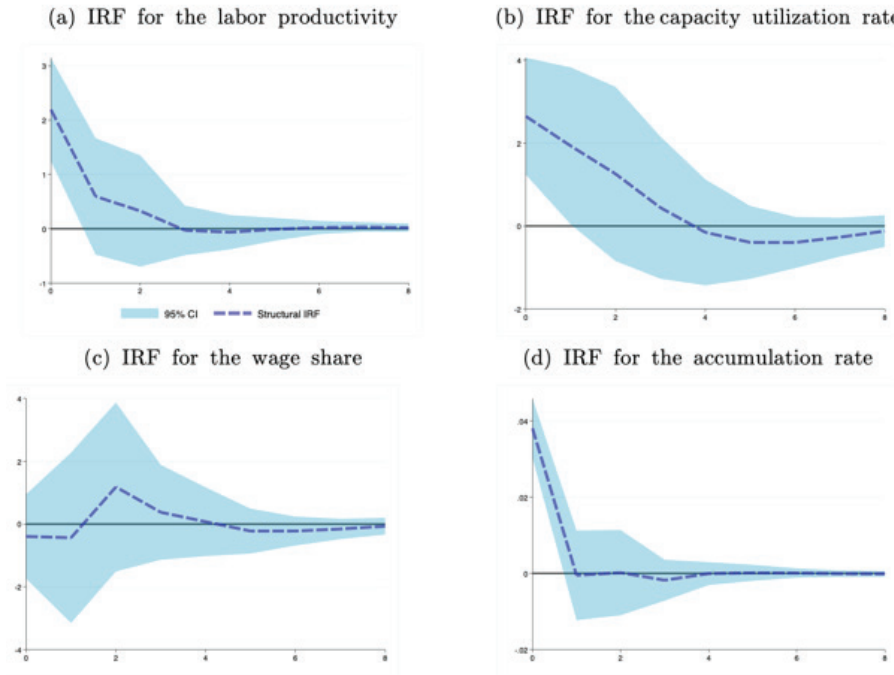 (a) IRF for the labor productivity
(b) IRF for the capacity utilization rate
3
2
1
0
-1
0 2 4 6 8
95% CI Structural IRF
4
2
0
-2
0 2 4 6 8
(c) IRF for the wage share
(d) IRF for the accumulation rate
4
2
0
-2
-4
0 2 4 6 8
.04
.02
0
-.02
0 2 4 6 8